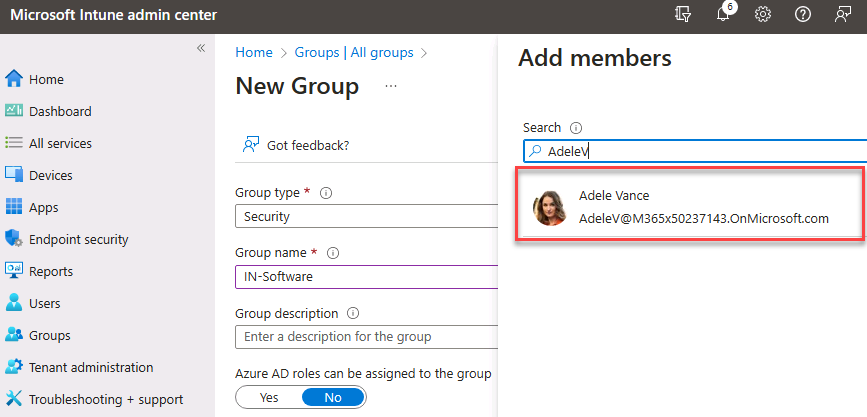 Microsoft Intune admin center
6
«
Home
Dashboard
All services
Devices
Apps
Endpoint security
Reports
Users
Groups
Tenant administration
Troubleshooting + support
Home > Groups | All groups >
New Group ...
Got feedback?
Group type *
Security
Group name *
IN-Software
Group description
Enter a description for the group
Azure AD roles can be assigned to the group
Yes No
Add members
Search
AdeleV
Adele Vance
AdeleV@M365x50237143.OnMicrosoft.com